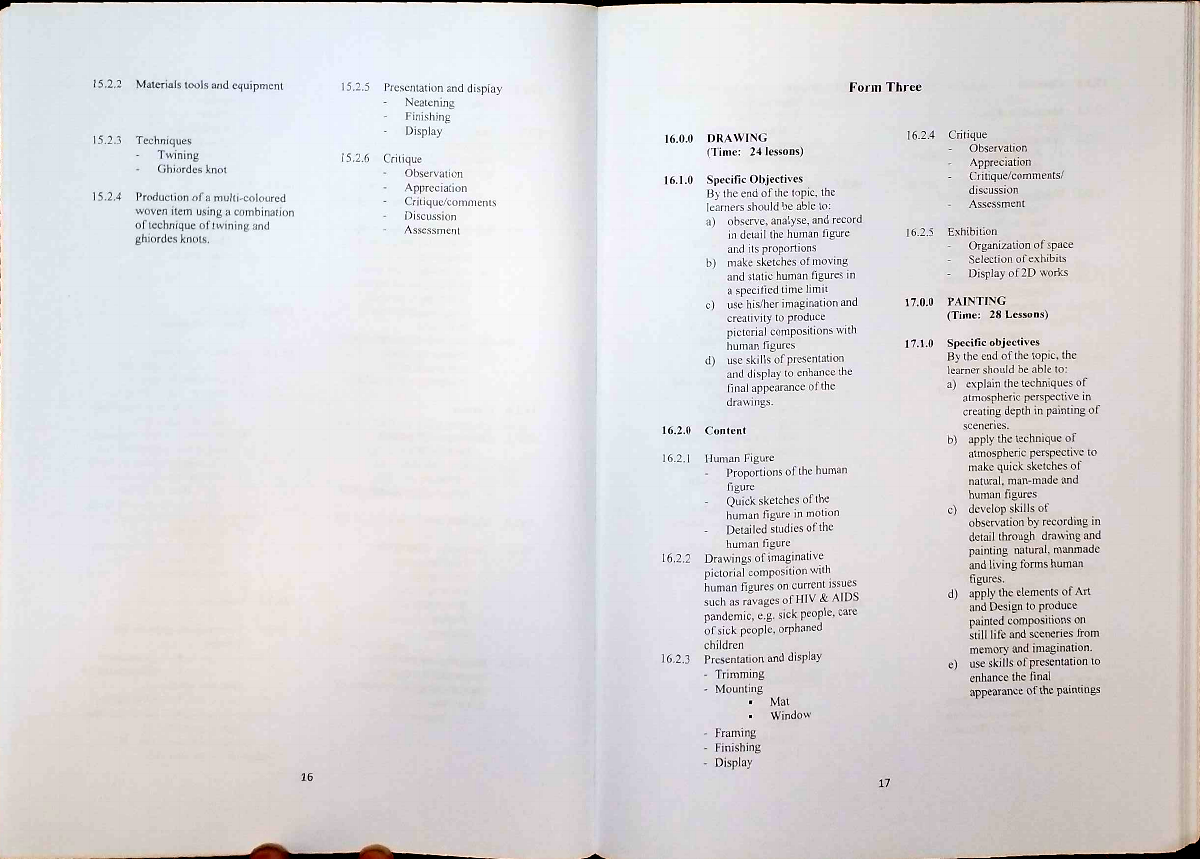 15.2.2 Materials tools and equipment
15.2.3 Techniques
- Twining
- Ghiordes knot
15.2.4 Production of a multi-coloured
woven item using a combination
of technique of twining and
ghiordes knots.
15.2.5 Presentation and display
- Neatening
- Finishing
- Display
15.2.6 Critique
- Observation
- Appreciation
- Critique/comments
- Discussion
- Assessment
16
Form Three
16.0.0 DRAWING
(Time: 24 lessons)
16.1.0 Specific Objectives
By the end of the topic, the
learners should be able to:
a) observe, analyse, and record
in detail the human figure
and its proportions
b) make sketches of moving
and static human figures in
a specified time limit
c) use his/her imagination and
creativity to produce
pictorial compositions with
human figures
d) use skills of presentation
and display to enhance the
final appearance of the
drawings.
16.2.0 Content
16.2.1 Human Figure
- Proportions of the human
figure
- Quick sketches of the
human figure in motion
- Detailed studies of the
human figure
16.2.2 Drawings of imaginative
pictorial composition with
human figures on current issues
such as ravages of HIV & AIDS
pandemic, e.g. sick people, care
of sick people, orphaned
children
16.2.3 Presentation and display
- Trimming
- Mounting
▪ Mat
▪ Window
- Framing
- Finishing
- Display
16.2.4 Critique
- Observation
- Appreciation
- Critique/comments/
discussion
- Assessment
16.2.5 Exhibition
- Organization of space
- Selection of exhibits
- Display of 2D works
17.0.0 PAINTING
(Time: 28 Lessons)
17.1.0 Specific objectives
By the end of the topic, the
learner should be able to:
a) explain the techniques of
atmospheric perspective in
creating depth in painting of
sceneries.
b) apply the technique of
atmospheric perspective to
make quick sketches of
natural, man-made and
human figures
c) develop skills of
observation by recording in
detail through drawing and
painting natural, manmade
and living forms human
figures.
d) apply the elements of Art
and Design to produce
painted compositions on
still life and sceneries from
memory and imagination.
e) use skills of presentation to
enhance the final
appearance of the paintings
17